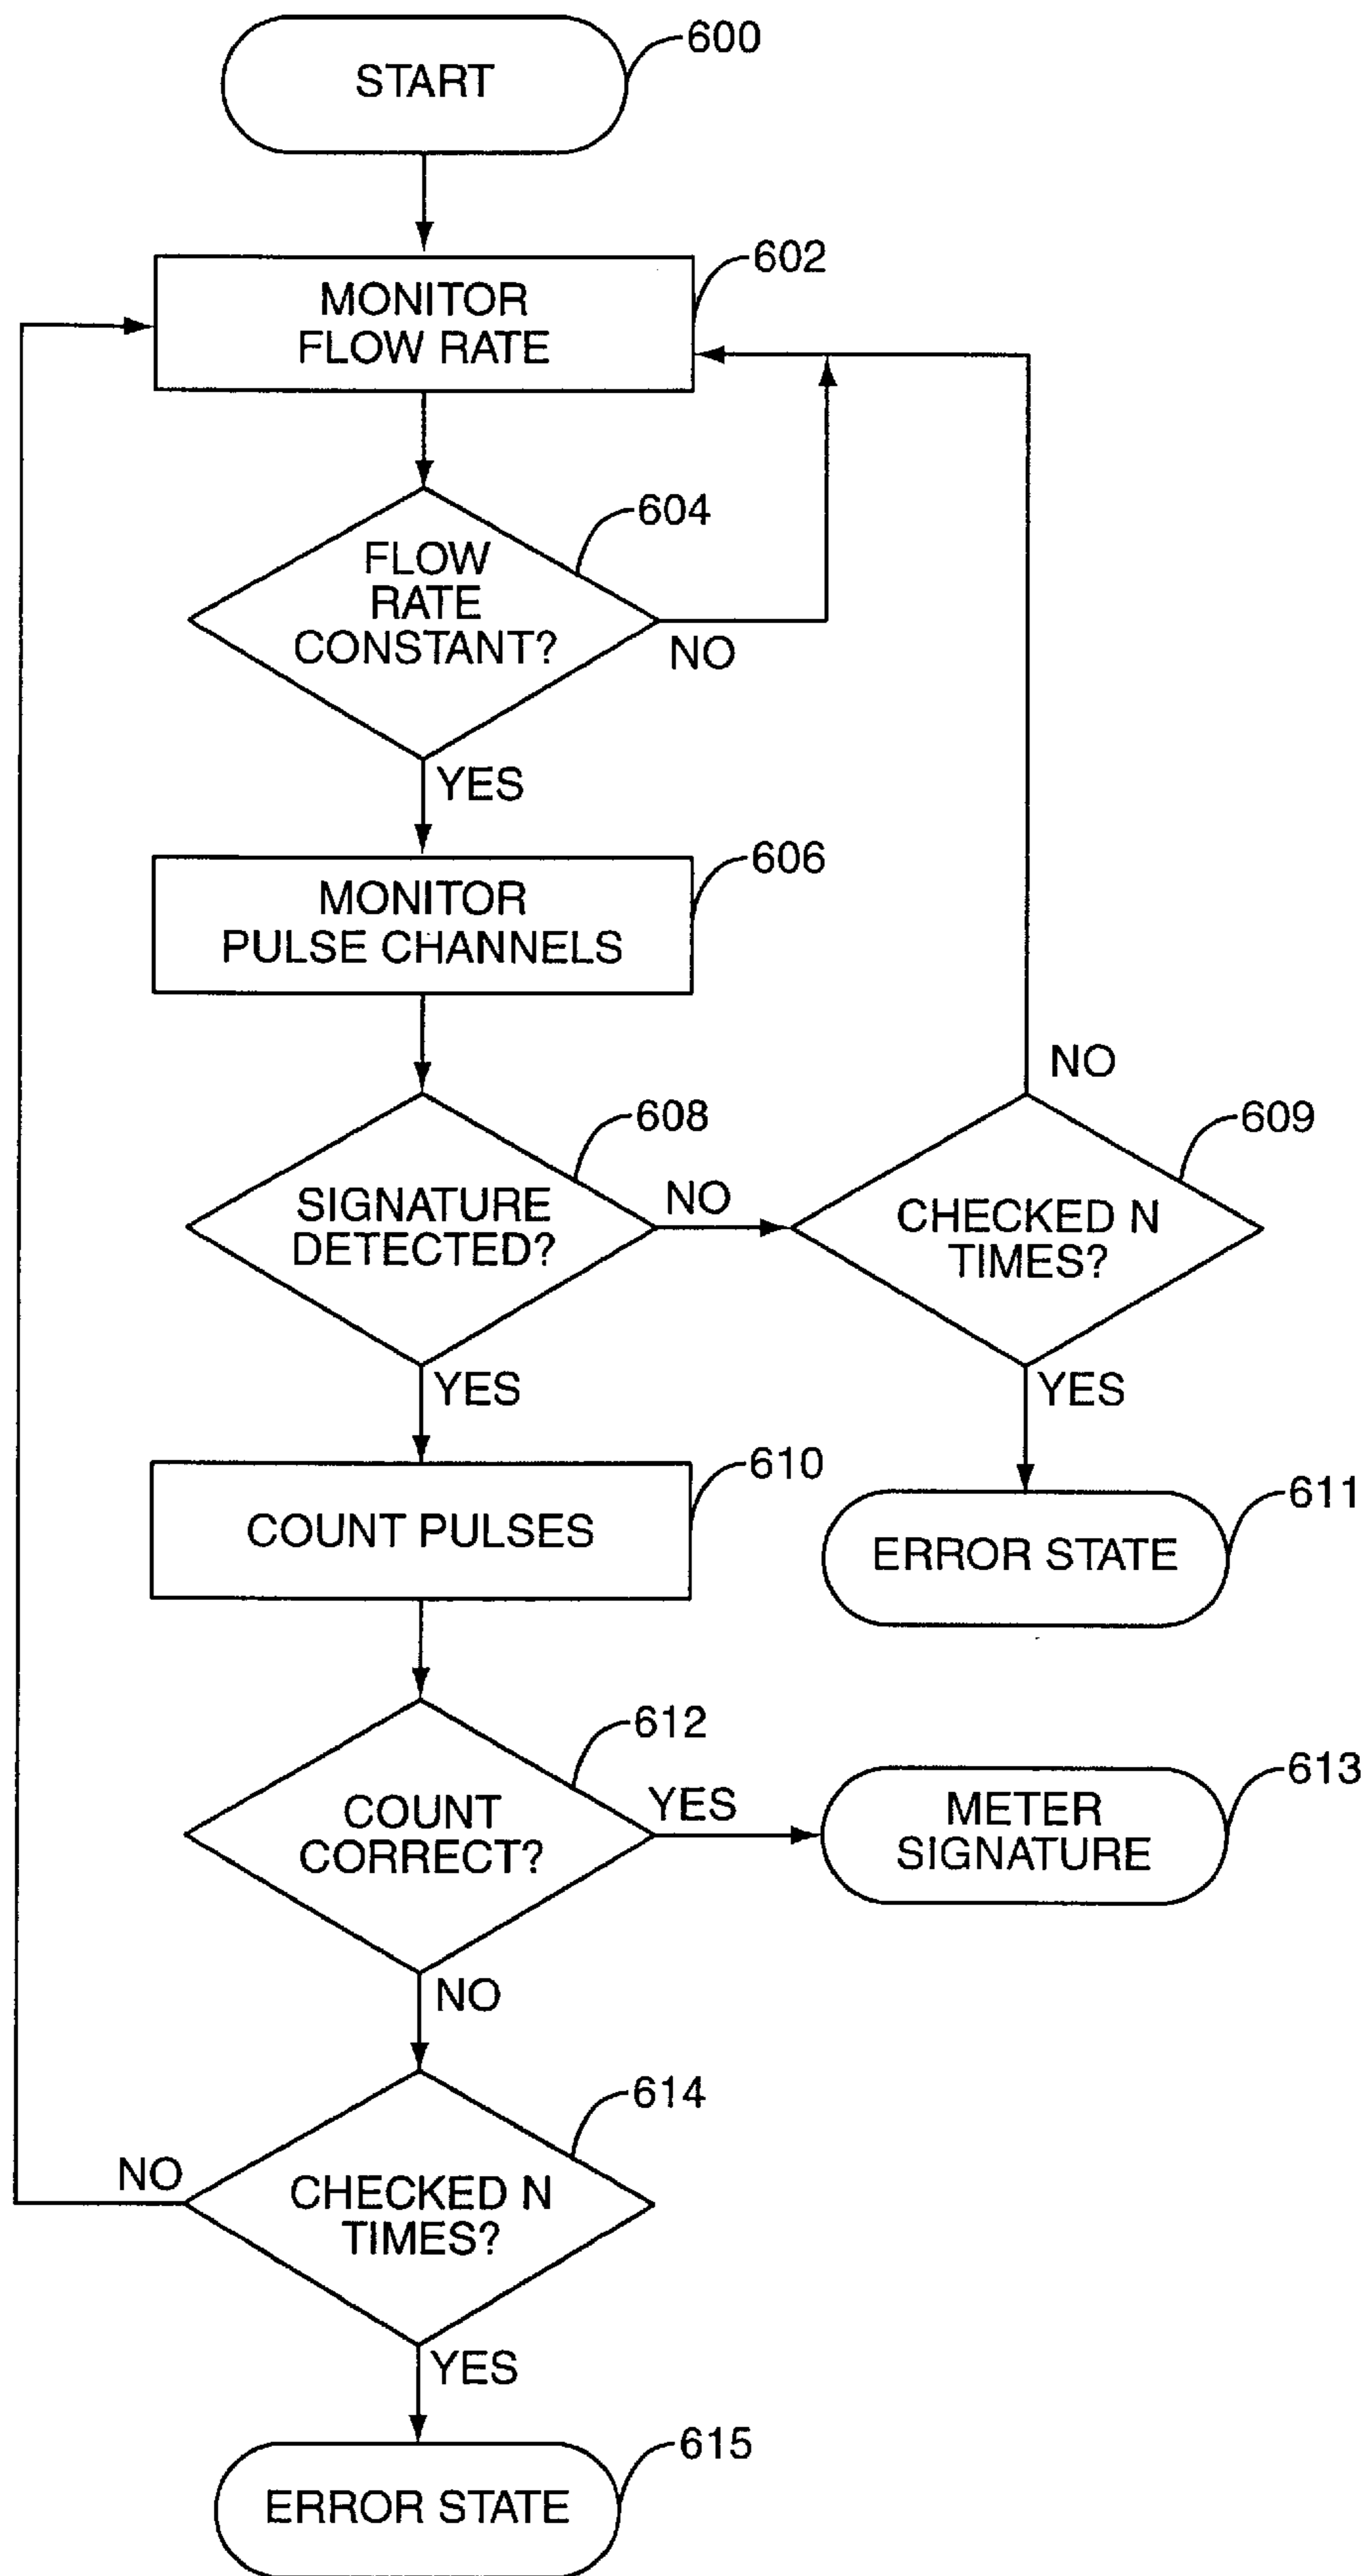 START
600
MONITOR
FLOW RATE
602
FLOW
RATE
CONSTANT?
604
NO
YES
MONITOR
PULSE CHANNELS
606
SIGNATURE
DETECTED?
608
NO
YES
CHECKED N
TIMES?
609
NO
YES
ERROR STATE
611
COUNT PULSES
610
COUNT
CORRECT?
612
YES
METER
SIGNATURE
613
NO
CHECKED N
TIMES?
614
NO
YES
ERROR STATE
615